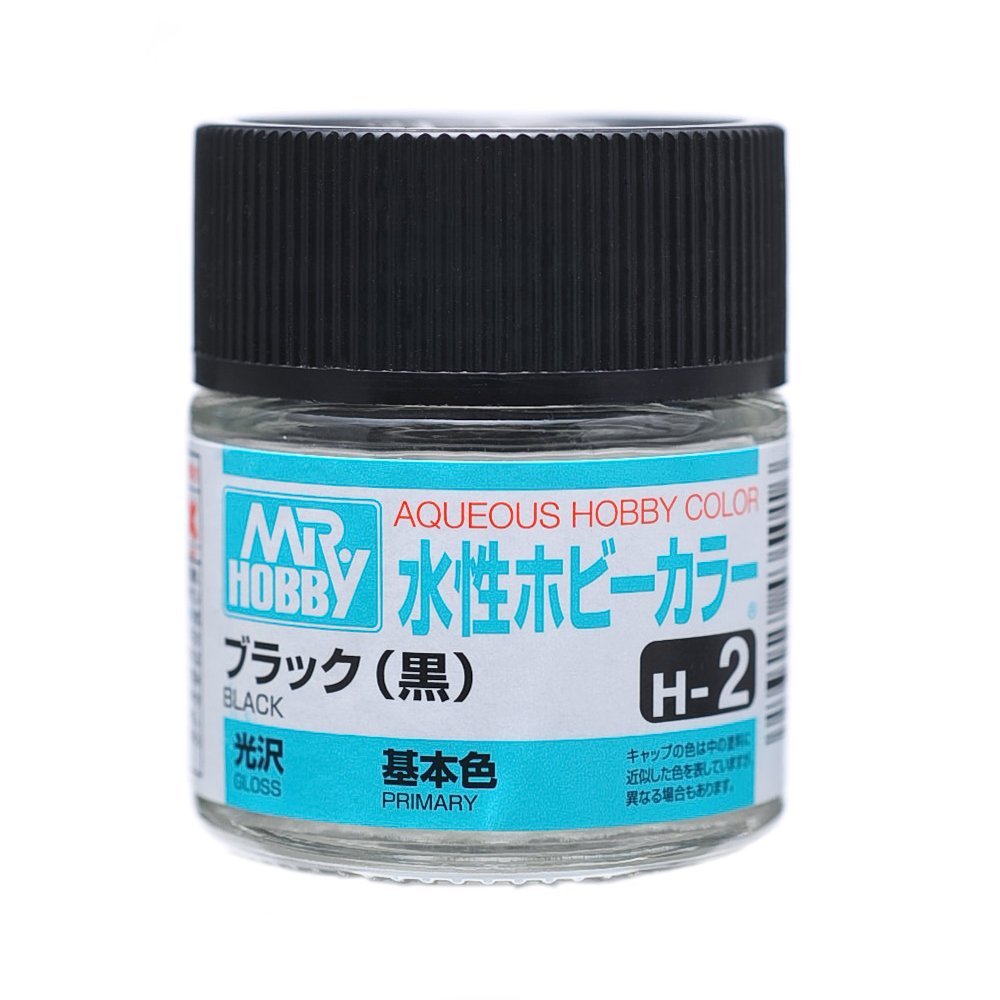 AQUEOUS HOBBY COLOR
MR.
HOBBY
水性ホビーカラー®
ブラック(黒)
BLACK
H-2
光沢
GLOSS
基本色
PRIMARY
キャップの色は中の塗料に
近似した色を表していますが、
異なる場合もあります。